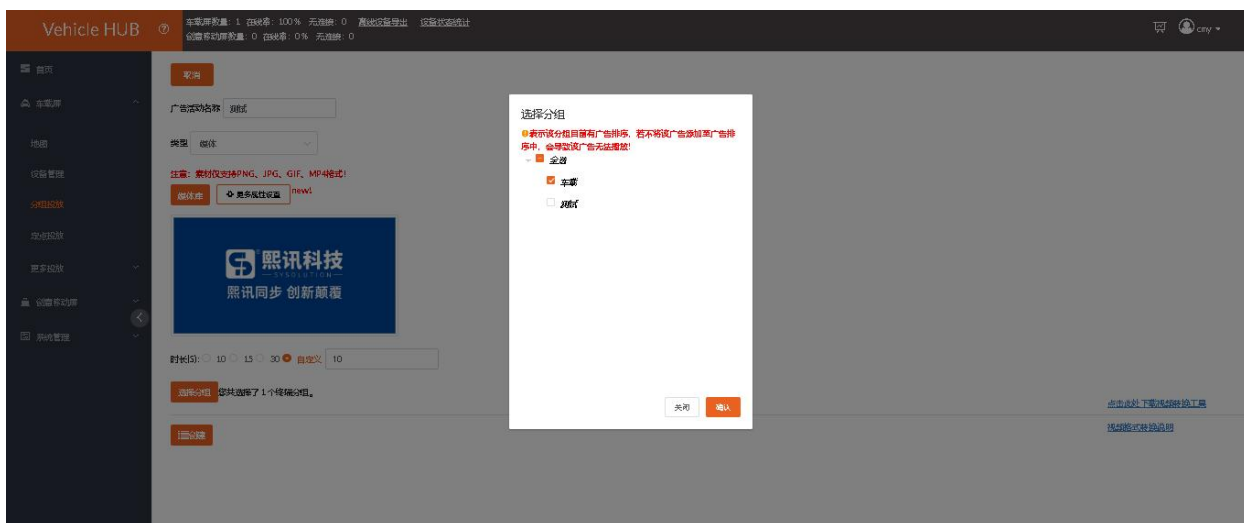 Vehicle HUB
车载屏数量: 1 在线率: 100% 无连接: 0 离线设备导出 设备状态统计
创意移动屏数量: 0 在线率: 0% 无连接: 0
首页
车载屏
地图
设备管理
分组投放
定点投放
更多投放
创意移动屏
系统管理
取消
广告活动名称 测试
类型 媒体
注意: 素材仅支持PNG、JPG、GIF、MP4格式!
媒体库 更多属性设置 new!
熙讯科技
SYSOLUTION
熙讯同步 创新颠覆
时长(S): 10 15 30 自定义 10
选择分组 您共选择了1个终端分组。
创建
选择分组
表示该分组目前有广告排序，若不将该广告添加至广告排
序中，会导致该广告无法播放!
全部
车载
测试
关闭 确认
点击此处下载视频转换工具
视频格式转换说明